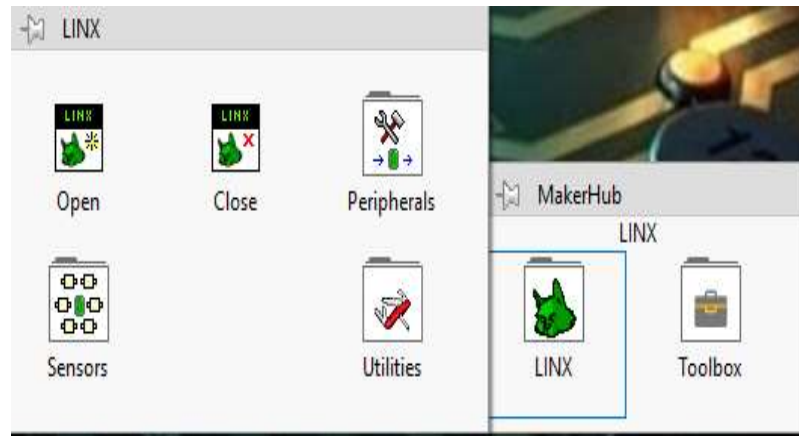 LINX
LINX
LINX
Open
Close
Peripherals
Sensors
Utilities
MakerHub
LINX
LINX
Toolbox